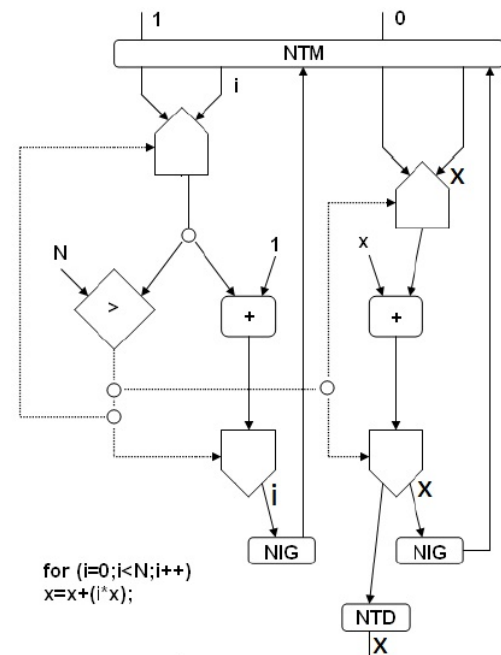 1
0
NTM
i
X
N
1
x
>
+
+
i
X
NIG
NIG
for (i=0;i<N;i++)
x=x+(i*x);
NTD
X